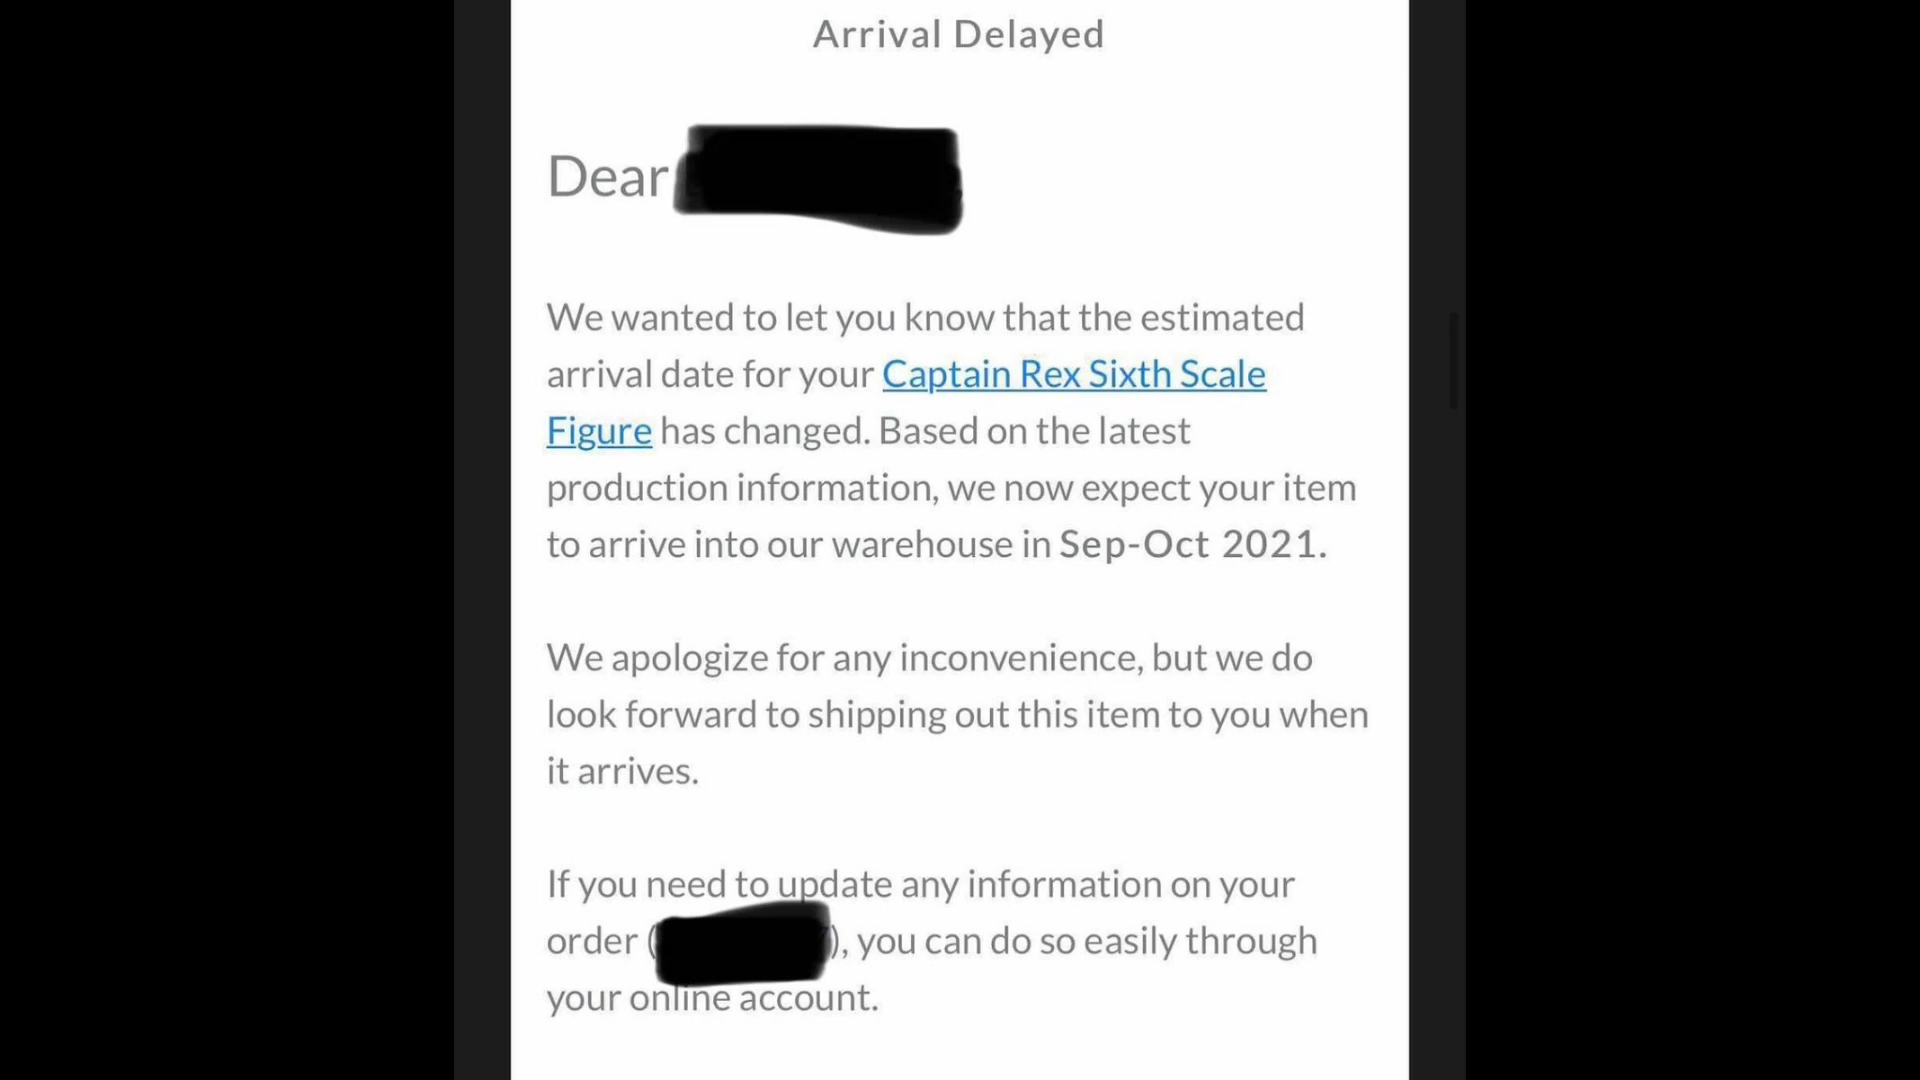 Arrival Delayed
Dear
We wanted to let you know that the estimated
arrival date for your Captain Rex Sixth Scale
Figure has changed. Based on the latest
production information, we now expect your item
to arrive into our warehouse in Sep-Oct 2021.
We apologize for any inconvenience, but we do
look forward to shipping out this item to you when
it arrives.
If you need to update any information on your
order (), you can do so easily through
your online account.